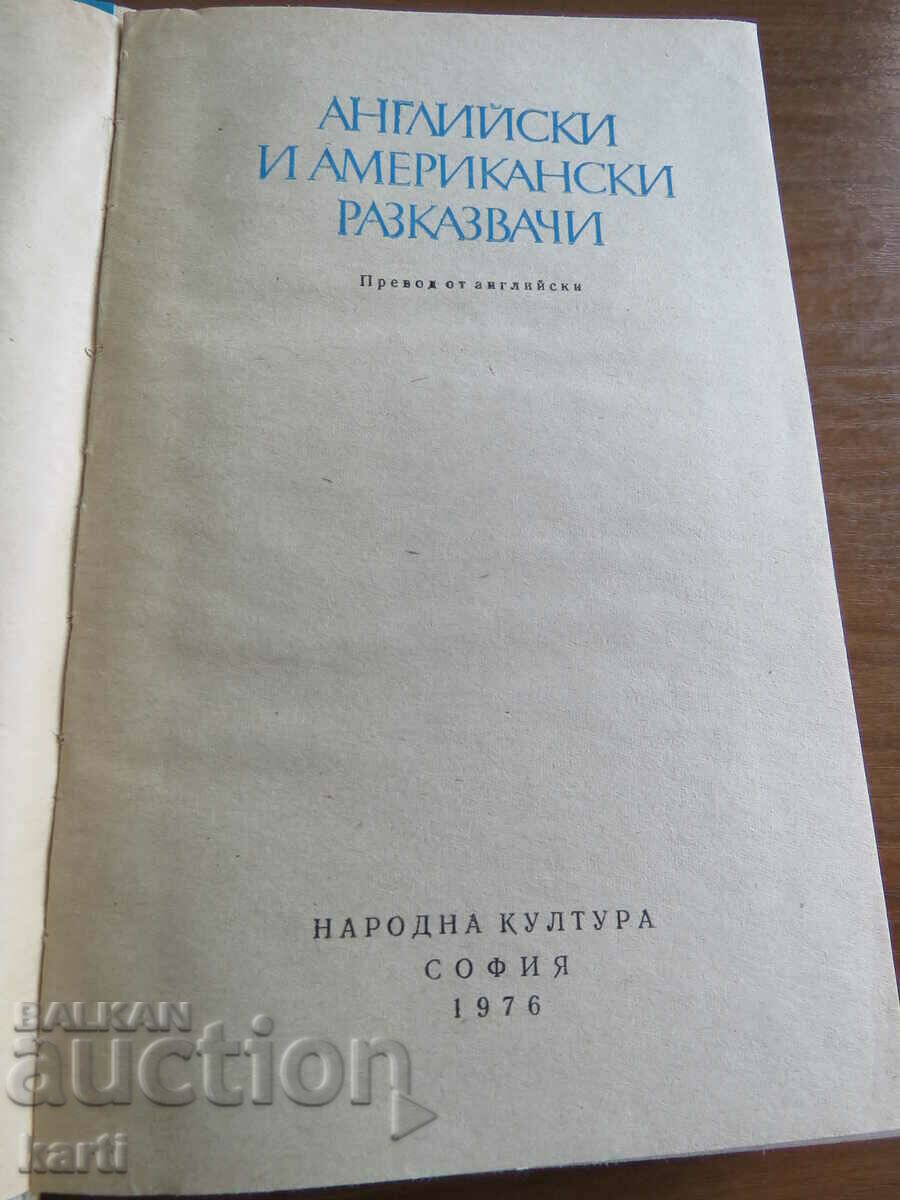 АНГЛИЙСКИ
И АМЕРИКАНСКИ
РАЗКАЗВАЧИ
Превод от английски
НАРОДНА КУЛТУРА
СОФИЯ
1976
BALKAN
auction
karti